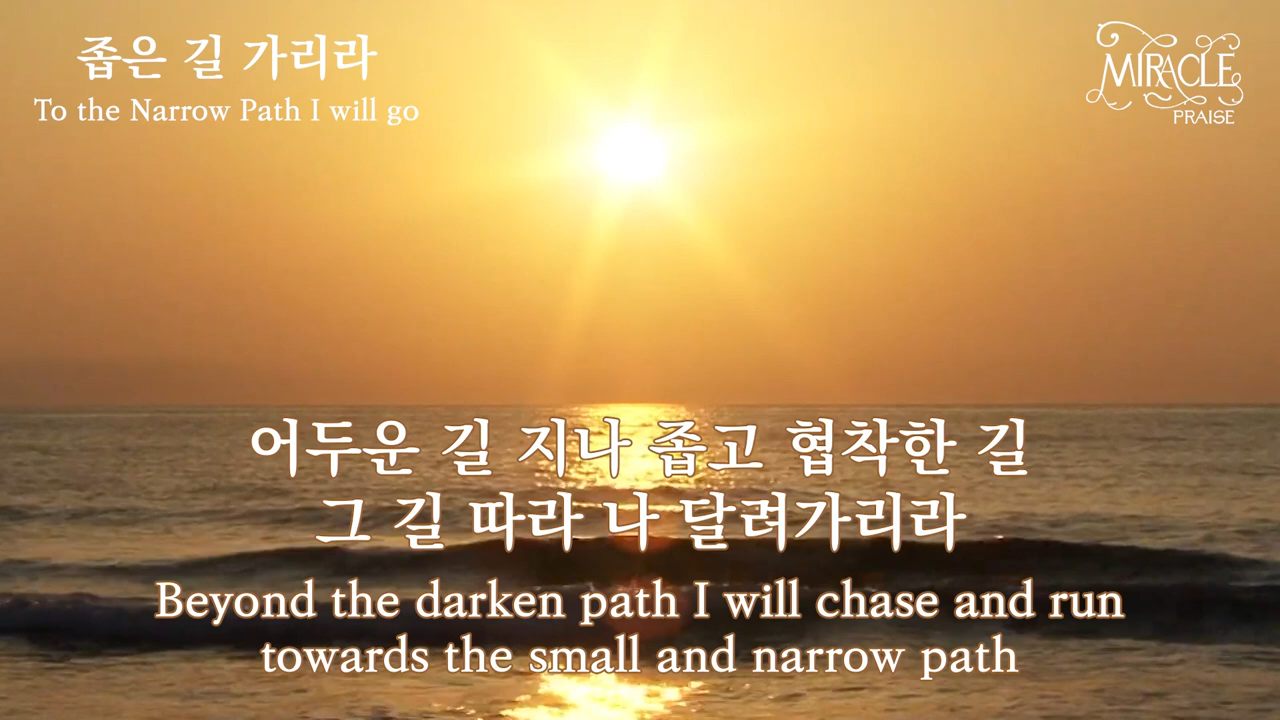 좁은 길 가리라
To the Narrow Path I will go
MIRACLE
PRAISE
어두운 길 지나 좁고 협착한 길
그 길 따라 나 달려가리라
Beyond the darken path I will chase and run
towards the small and narrow path